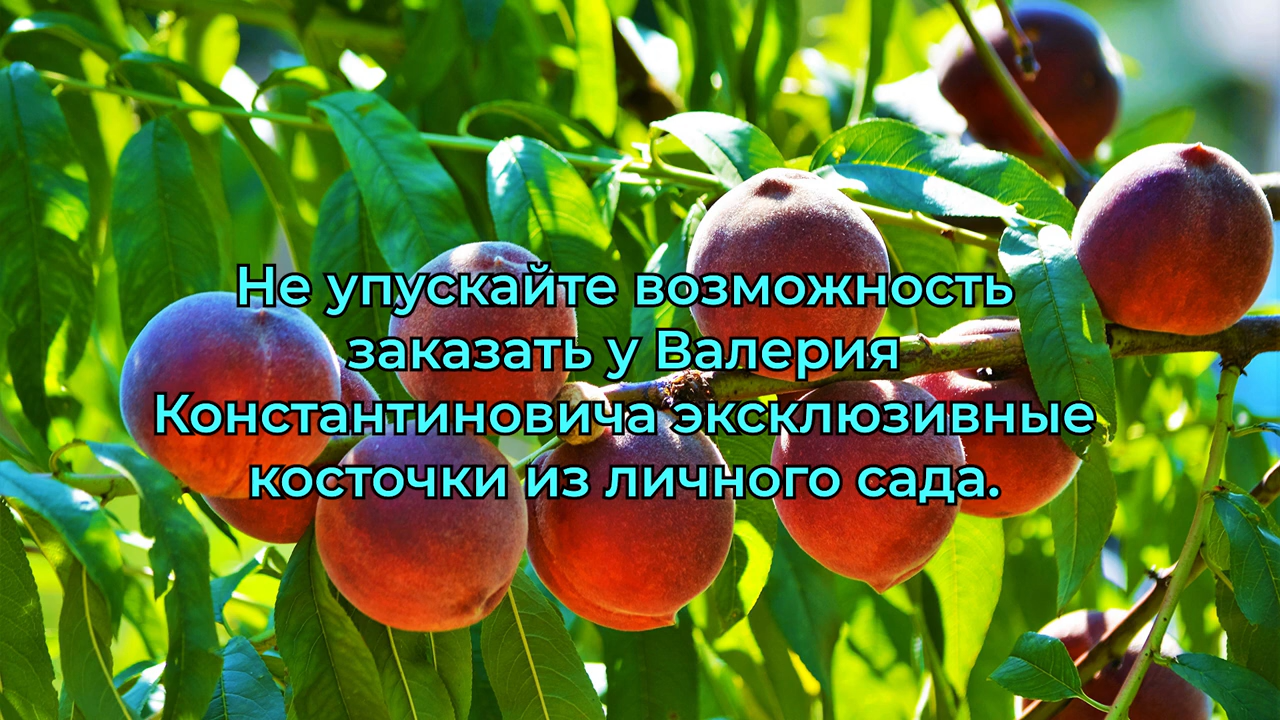 Не упускайте возможность
заказать у Валерия
Константиновича эксклюзивные
косточки из личного сада.